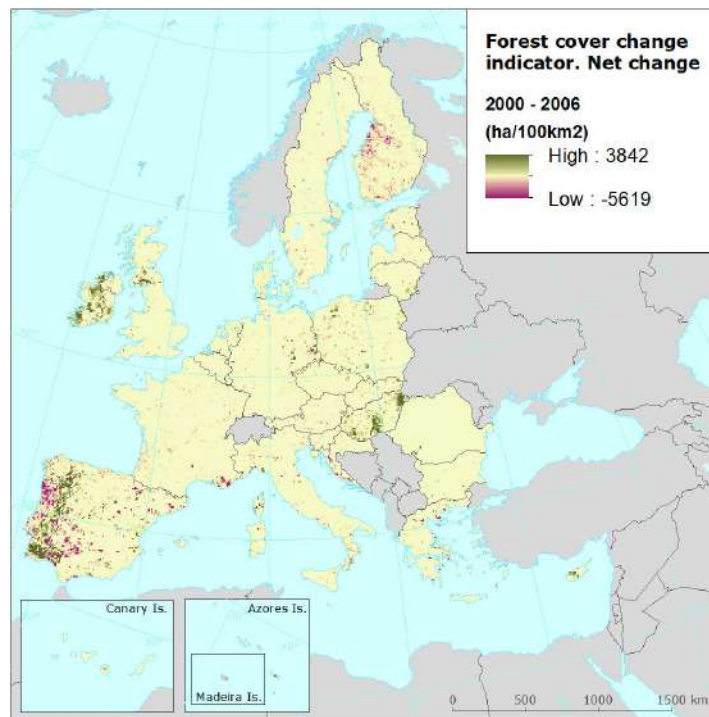 Forest cover change
indicator. Net change
2000 - 2006
(ha/100km2)
High : 3842
Low : -5619
Canary Is.
Azores Is.
Madeira Is.
0 500 1000 1500 km